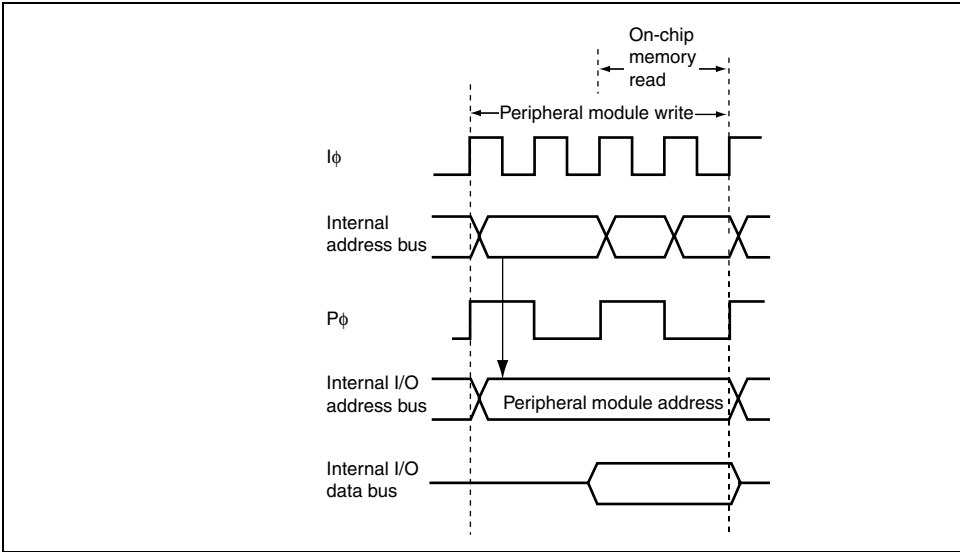 On-chip
memory
read
Peripheral module write
Iϕ
Internal
address bus
Pϕ
Internal I/O
address bus
Peripheral module address
Internal I/O
data bus